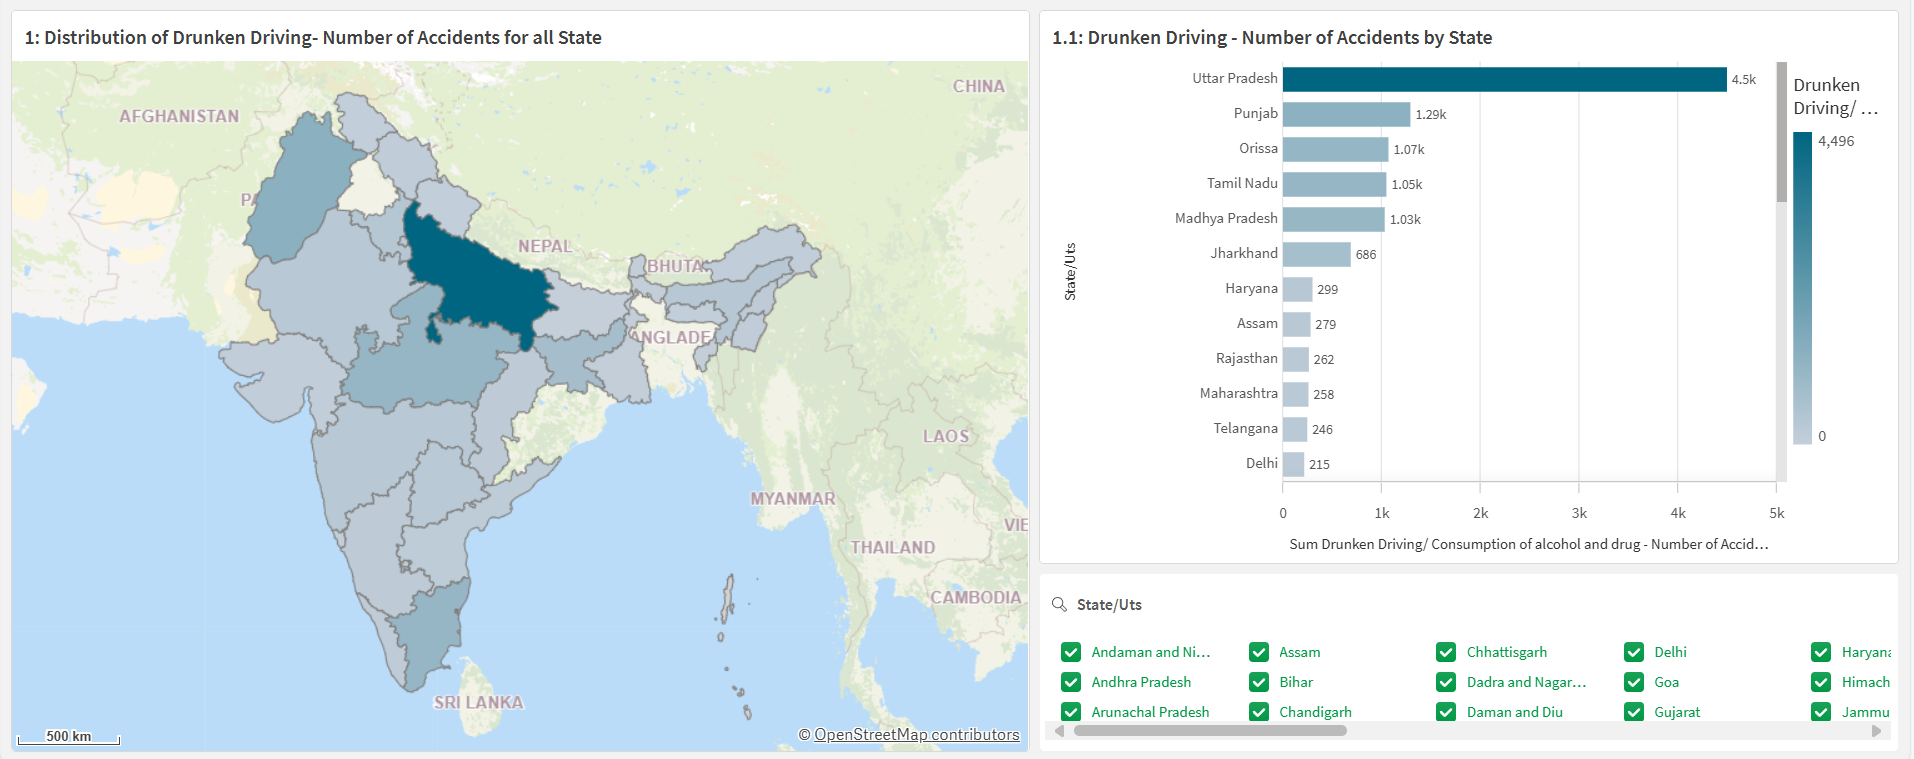 1: Distribution of Drunken Driving- Number of Accidents for all State
CHINA
AFGHANISTAN
PA
NEPAL
BHUTA
ANGLADE
LAOS
MYANMAR
VIE
THAILAND
CAMBODIA
SRI LANKA
500 km
© OpenStreetMap contributors
1.1: Drunken Driving - Number of Accidents by State
State/Uts
Uttar Pradesh 4.5k
Punjab 1.29k
Orissa 1.07k
Tamil Nadu 1.05k
Madhya Pradesh 1.03k
Jharkhand 686
Haryana 299
Assam 279
Rajasthan 262
Maharashtra 258
Telangana 246
Delhi 215
0 1k 2k 3k 4k 5k
Sum Drunken Driving/ Consumption of alcohol and drug - Number of Accid...
Drunken
Driving/ ...
4,496
0
State/Uts
Andaman and Ni... Assam Chhattisgarh Delhi Haryana
Andhra Pradesh Bihar Dadra and Nagar... Goa Himach
Arunachal Pradesh Chandigarh Daman and Diu Gujarat Jammu